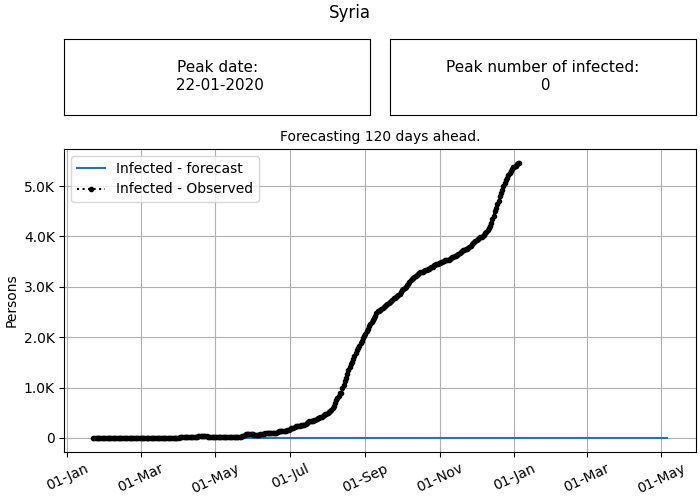 Syria
Peak date:
22-01-2020
Peak number of infected:
0
Forecasting 120 days ahead.
Infected - forecast
Infected - Observed
Persons
5.0K
4.0K
3.0K
2.0K
1.0K
0
01-Jan
01-Mar
01-May
01-Jul
01-Sep
01-Nov
01-Jan
01-Mar
01-May